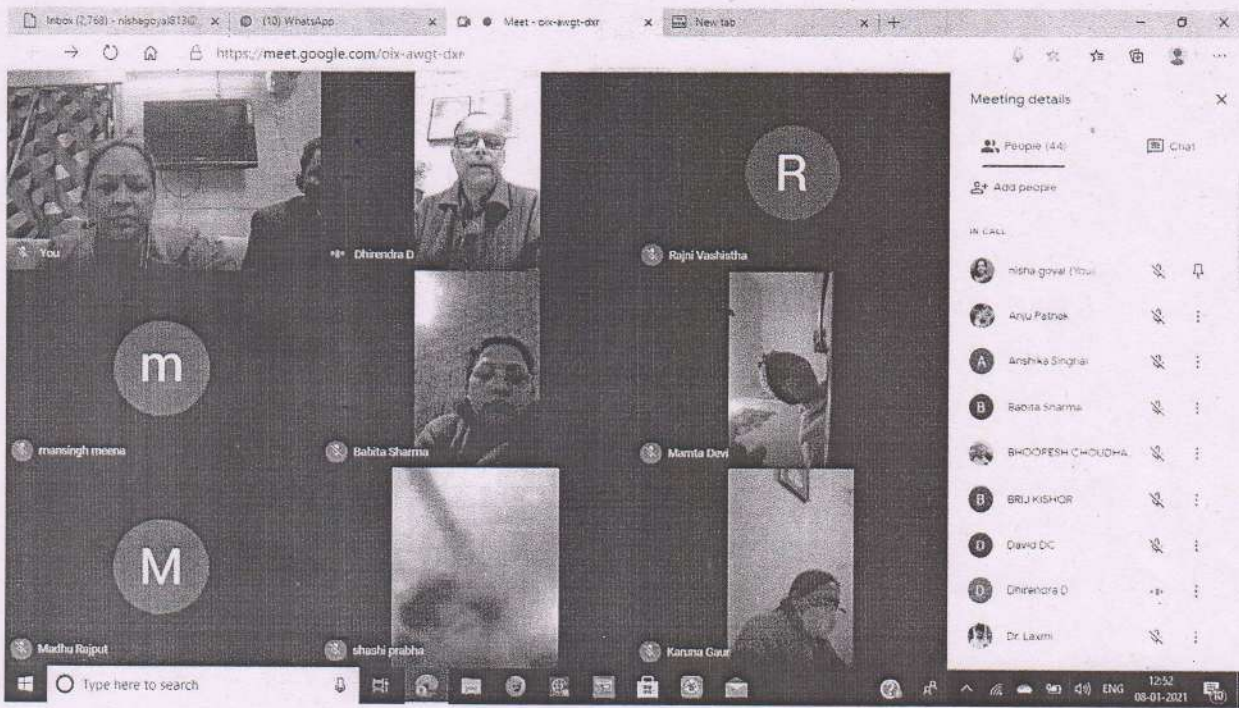 Inbox (2,768) - nishagoyal813@
(10) WhatsApp
Meet - oix-awgt-dxr
New tab
https://meet.google.com/oix-awgt-dxr
You
Dhirendra D
R
Rajni Vashistha
m
mansingh meena
Babita Sharma
Mamta Devi
M
Madhu Rajput
shashi prabha
Karuna Gaur
Meeting details
People (44)
Chat
Add people
IN CALL
nisha goyal (You)
Anju Pathak
A Anshika Singhal
B Babita Sharma
BHOOPESH CHOUDHA
B BRIJ KISHOR
D David DC
D Dhirendra D
Dr. Laxmi
Type here to search
ENG
12:52
08-01-2021
10